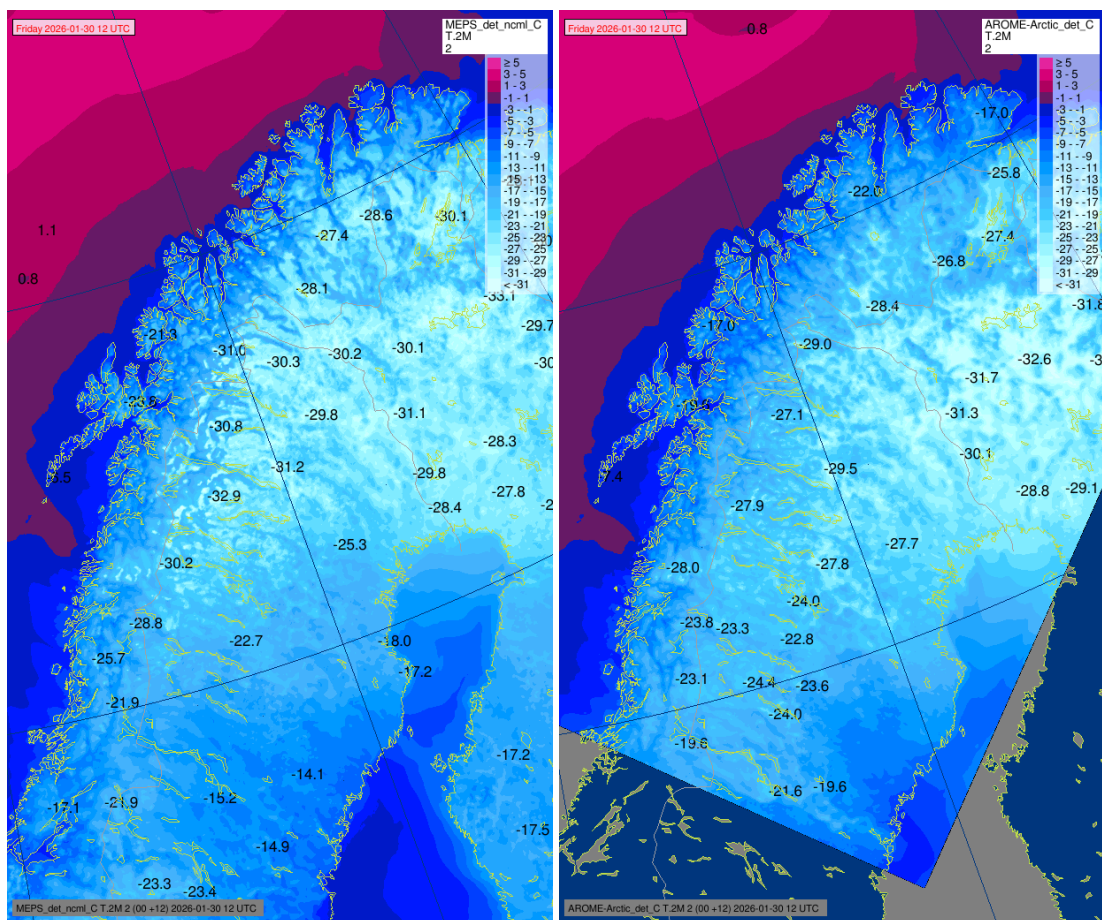 Friday 2026-01-30 12 UTC
MEPS_det_ncml_C
T.2M
2
≥ 5
3 - 5
1 - 3
-1 - 1
-3 - -1
-5 - -3
-7 - -5
-9 - -7
-11 - -9
-13 - -11
-15 - -13
-17 - -15
-19 - -17
-21 - -19
-23 - -21
-25 - -23
-27 - -25
-29 - -27
-31 - -29
< -31
-28.6
-30.1
-27.4
1.1
0.8
-28.1
-33.1
-29.7
-21.3
-31.0
-30.3
-30.2
-30.1
-29.8
-31.1
-30.8
-28.3
-31.2
-29.8
-32.9
-27.8
-28.4
-25.3
-30.2
-28.8
-22.7
-18.0
-25.7
-17.2
-21.9
-17.2
-14.1
-15.2
-21.9
-17.1
-17.5
-14.9
-23.3
-23.4
MEPS_det_ncml_C T.2M 2 (00 +12) 2026-01-30 12 UTC
Friday 2026-01-30 12 UTC
-0.8
AROME-Arctic_det_C
T.2M
2
≥ 5
3 - 5
1 - 3
-1 - 1
-3 - -1
-5 - -3
-7 - -5
-9 - -7
-11 - -9
-13 - -11
-15 - -13
-17 - -15
-19 - -17
-21 - -19
-23 - -21
-25 - -23
-27 - -25
-29 - -27
-31 - -29
< -31
-17.0
-25.8
-22.0
-27.4
-26.8
-28.4
-31.8
-17.0
-29.0
-32.6
-31.7
-27.1
-31.3
-30.1
-29.5
-28.8
-29.1
-27.9
-27.7
-28.0
-27.8
-24.0
-23.8
-23.3
-22.8
-23.1
-24.4
-23.6
-24.0
-19.6
-21.6
-19.6
AROME-Arctic_det_C T.2M 2 (00 +12) 2026-01-30 12 UTC